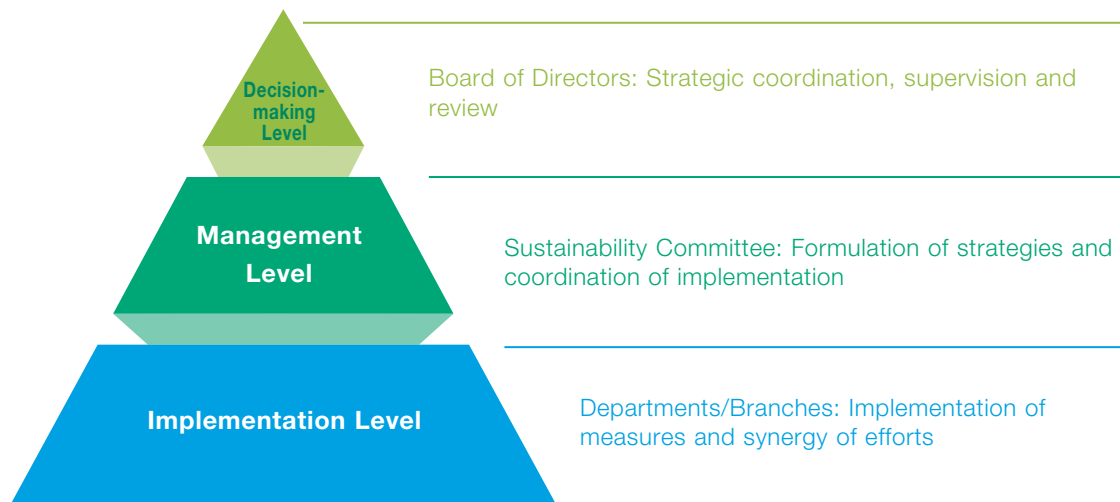 Decision-
making
Level
Board of Directors: Strategic coordination, supervision and
review
Management
Level
Sustainability Committee: Formulation of strategies and
coordination of implementation
Implementation Level
Departments/Branches: Implementation of
measures and synergy of efforts